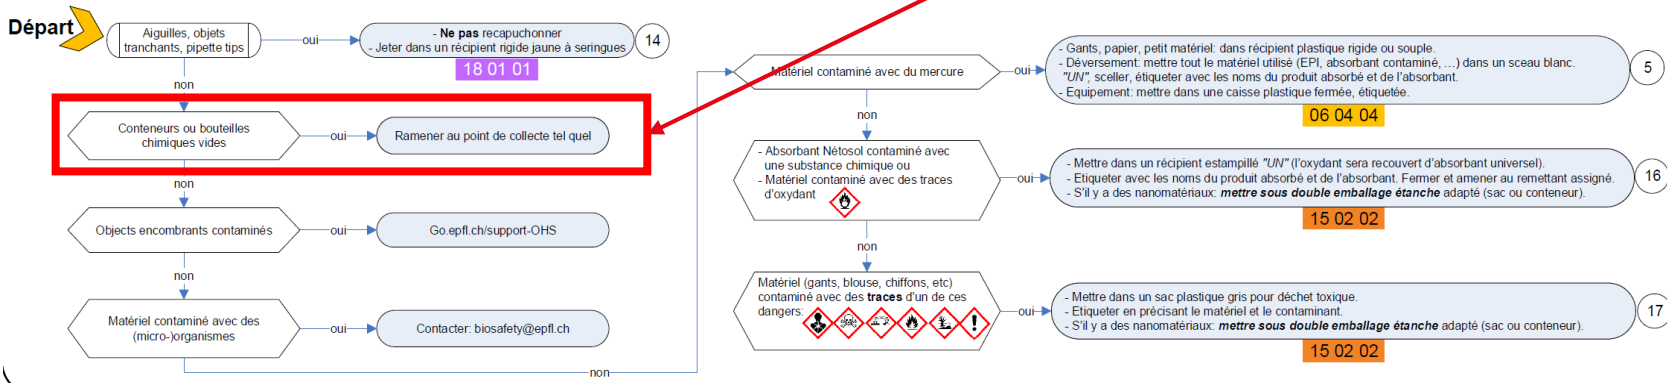 Départ
Aiguilles, objets
tranchants, pipette tips
oui
- Ne pas recapuchonner
- Jeter dans un récipient rigide jaune à seringues
14
18 01 01
non
Conteneurs ou bouteilles
chimiques vides
oui
Ramener au point de collecte tel quel
non
Objects encombrants contaminés
oui
Go.epfl.ch/support-OHS
non
Matériel contaminé avec des
(micro-)organismes
oui
Contacter: biosafety@epfl.ch
non
Matériel contaminé avec du mercure
oui
- Gants, papier, petit matériel: dans récipient plastique rigide ou souple.
- Déversement: mettre tout le matériel utilisé (EPI, absorbant contaminé, ...) dans un sceau blanc.
"UN", sceller, étiqueter avec les noms du produit absorbé et de l'absorbant.
- Equipement: mettre dans une caisse plastique fermée, étiquetée.
5
06 04 04
non
- Absorbant Nétosol contaminé avec
une substance chimique ou
- Matériel contaminé avec des traces
d'oxydant
oui
- Mettre dans un récipient estampillé "UN" (l'oxydant sera recouvert d'absorbant universel).
- Etiqueter avec les noms du produit absorbé et de l'absorbant. Fermer et amener au remettant assigné.
- S'il y a des nanomatériaux: mettre sous double emballage étanche adapté (sac ou conteneur).
16
15 02 02
non
Matériel (gants, blouse, chiffons, etc)
contaminé avec des traces d'un de ces
dangers:
oui
- Mettre dans un sac plastique gris pour déchet toxique.
- Etiqueter en précisant le matériel et le contaminant.
- S'il y a des nanomatériaux: mettre sous double emballage étanche adapté (sac ou conteneur).
17
15 02 02